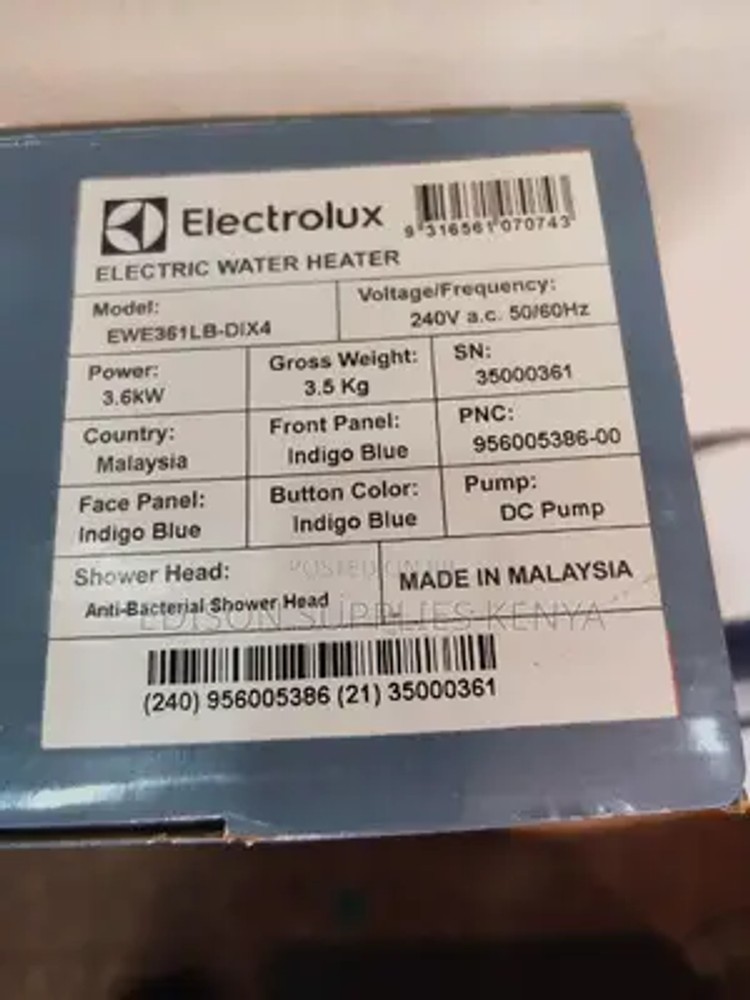 Electrolux
9 316561 070743
ELECTRIC WATER HEATER
Model:
EWE361LB-DIX4
Voltage/Frequency:
240V a.c. 50/60Hz
Power:
3.6kW
Gross Weight:
3.5 Kg
SN:
35000361
Country:
Malaysia
Front Panel:
Indigo Blue
PNC:
956005386-00
Face Panel:
Indigo Blue
Button Color:
Indigo Blue
Pump:
DC Pump
Shower Head:
Anti-Bacterial Shower Head
POSTED ON
MADE IN MALAYSIA
EDISON SUPPLIES KENYA
(240) 956005386 (21) 35000361